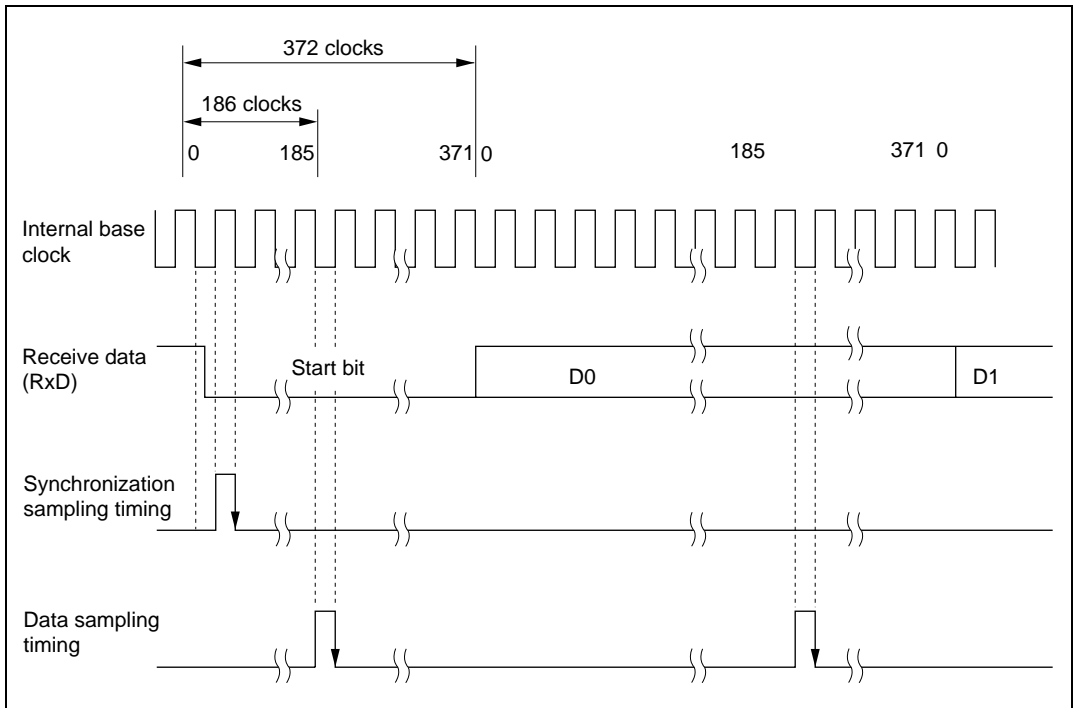 372 clocks
186 clocks
0 185 371 0 185 371 0
Internal base
clock
Receive data
(RxD)
Start bit
D0
D1
Synchronization
sampling timing
Data sampling
timing